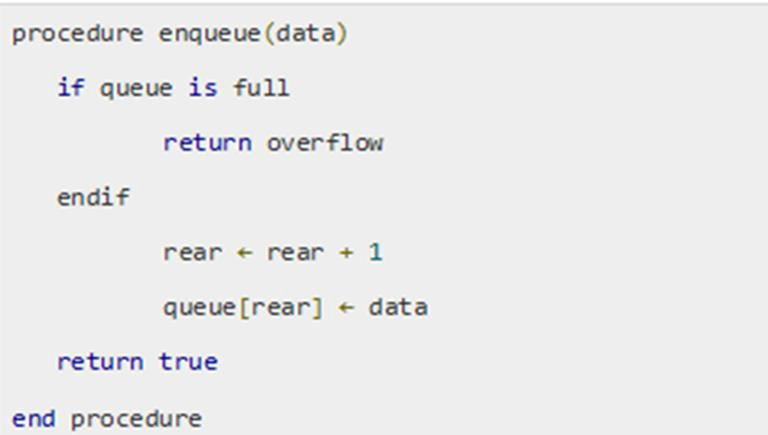 procedure enqueue(data)
if queue is full
return overflow
endif
rear ← rear + 1
queue[rear] ← data
return true
end procedure